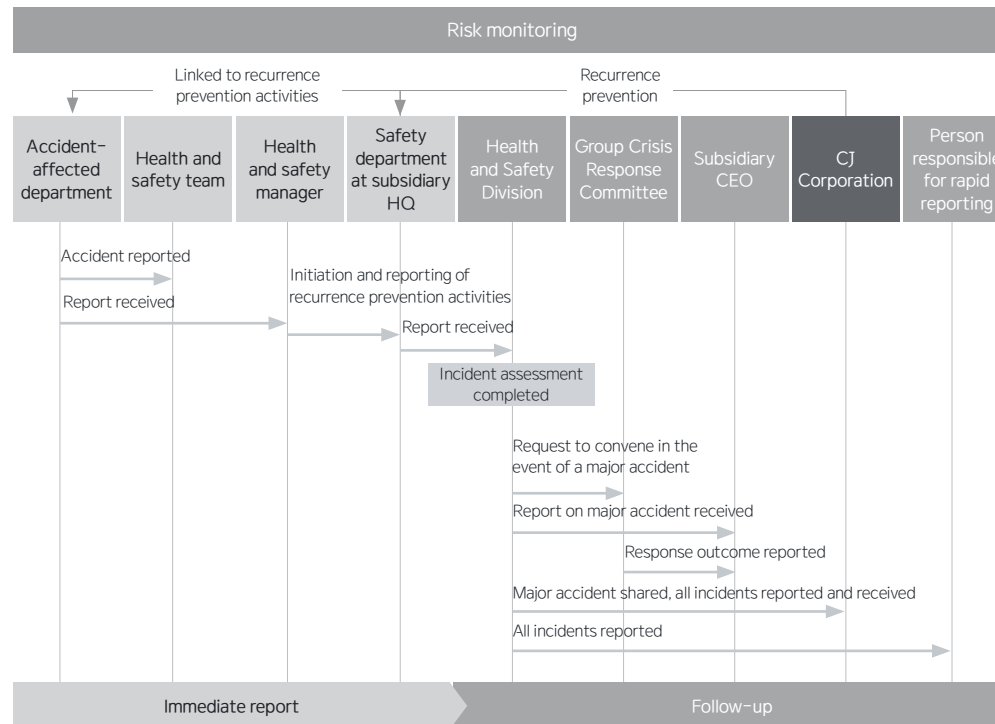 Risk monitoring
Linked to recurrence
prevention activities
Recurrence
prevention
Accident-
affected
department
Health and
safety team
Health
and safety
manager
Safety
department
at subsidiary
HQ
Health
and Safety
Division
Group Crisis
Response
Committee
Subsidiary
CEO
CJ
Corporation
Person
responsible
for rapid
reporting
Accident reported
Report received
Initiation and reporting of
recurrence prevention activities
Report received
Incident assessment
completed
Request to convene in the
event of a major accident
Report on major accident received
Response outcome reported
Major accident shared, all incidents reported and received
All incidents reported
Immediate report
Follow-up